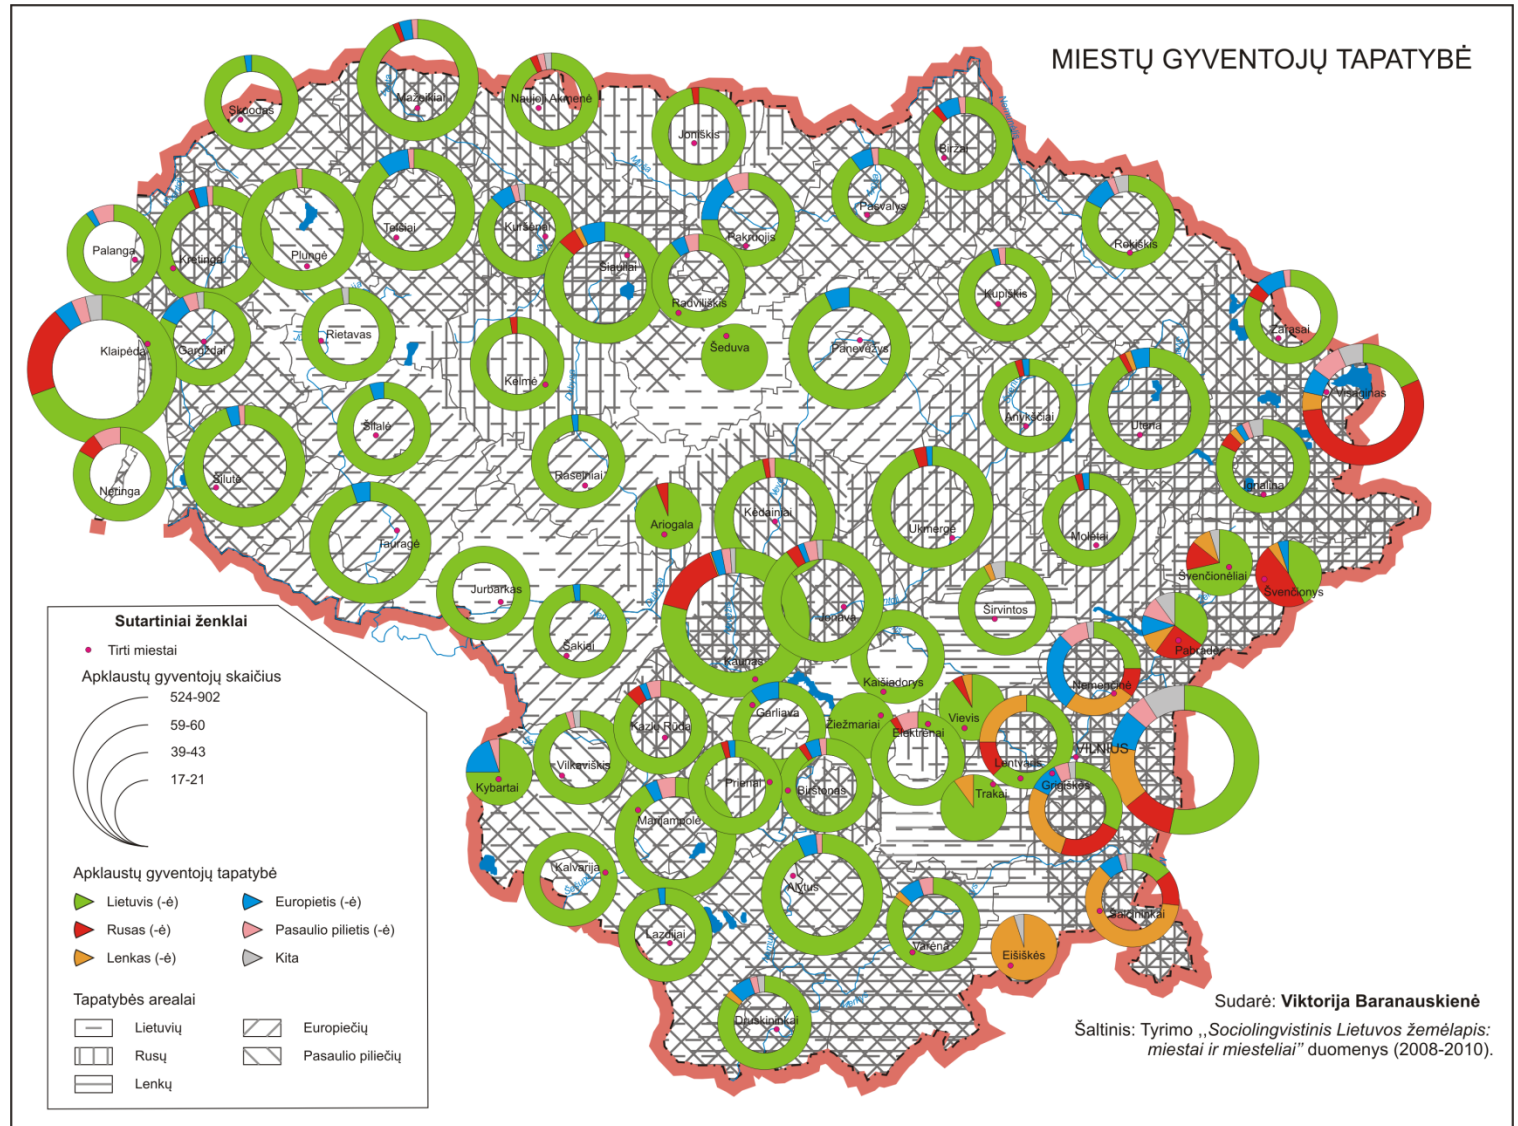 MIESTŲ GYVENTOJŲ TAPATYBĖ
Skuodas
Mažeikiai
Naujoji Akmenė
Joniškis
Biržai
Pasvalys
Palanga
Kretinga
Plungė
Telšiai
Kuršėnai
Šiauliai
Pakruojis
Radviliškis
Rokiškis
Kupiškis
Zarasai
Klaipėda
Gargždai
Rietavas
Kelmė
Šeduva
Panevėžys
Anykščiai
Utena
Visaginas
Ignalina
Neringa
Šilutė
Šilalė
Raseiniai
Tauragė
Ariogala
Kėdainiai
Ukmergė
Molėtai
Švenčionėliai
Švenčionys
Pabradė
Jurbarkas
Šakiai
Kaunas
Jonava
Širvintos
Kaišiadorys
Nemenčinė
Kazlų Rūda
Garliava
Žiežmariai
Elektrėnai
Vievis
Lentvaris
VILNIUS
Grigiškės
Kybartai
Vilkaviškis
Prienai
Birštonas
Trakai
Marijampolė
Kalvarija
Alytus
Lazdijai
Varėna
Eišiškės
Šalčininkai
Druskininkai
Sutartiniai ženklai
Tirti miestai
Apklaustų gyventojų skaičius
524-902
59-60
39-43
17-21
Apklaustų gyventojų tapatybė
Lietuvis (-ė)
Europietis (-ė)
Rusas (-ė)
Pasaulio pilietis (-ė)
Lenkas (-ė)
Kita
Tapatybės arealai
Lietuvių
Europiečių
Rusų
Pasaulio piliečių
Lenkų
Sudarė: Viktorija Baranauskienė
Šaltinis: Tyrimo ,,Sociolingvistinis Lietuvos žemėlapis:
miestai ir miesteliai" duomenys (2008-2010).